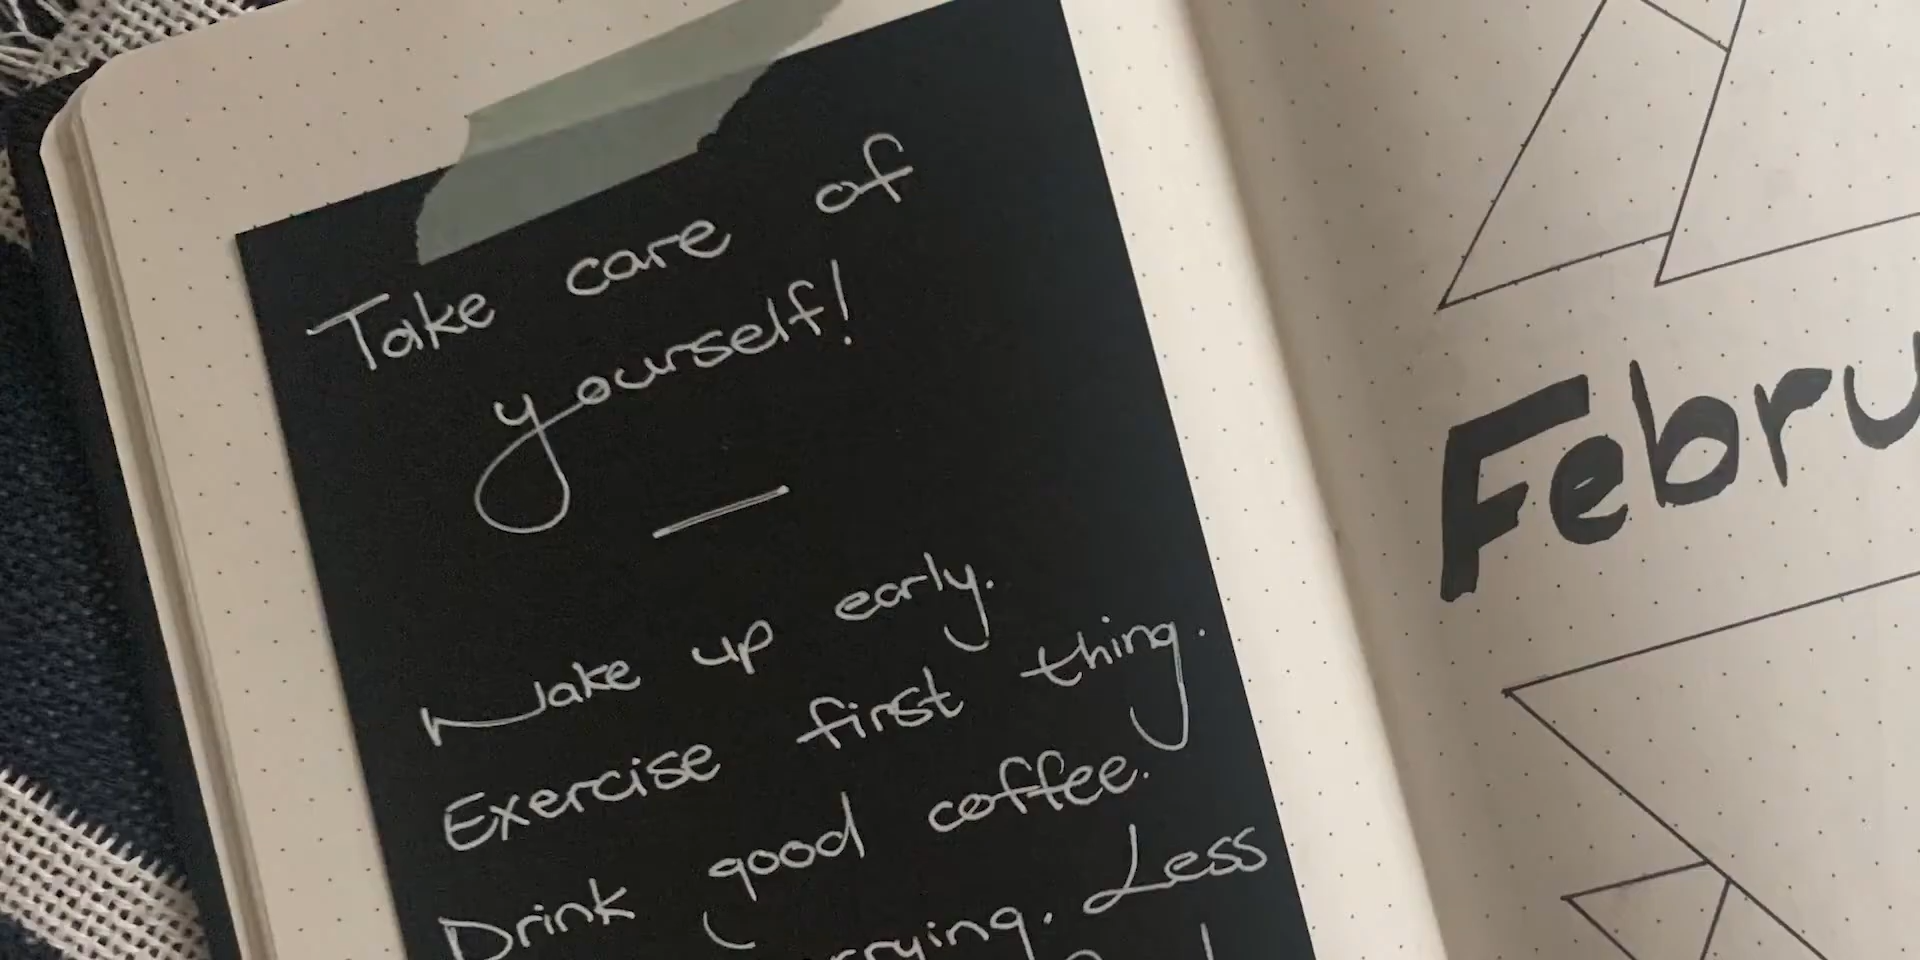 Take care of
yourself!
Wake up early.
Exercise first thing.
Drink good coffee.
Less
Febru